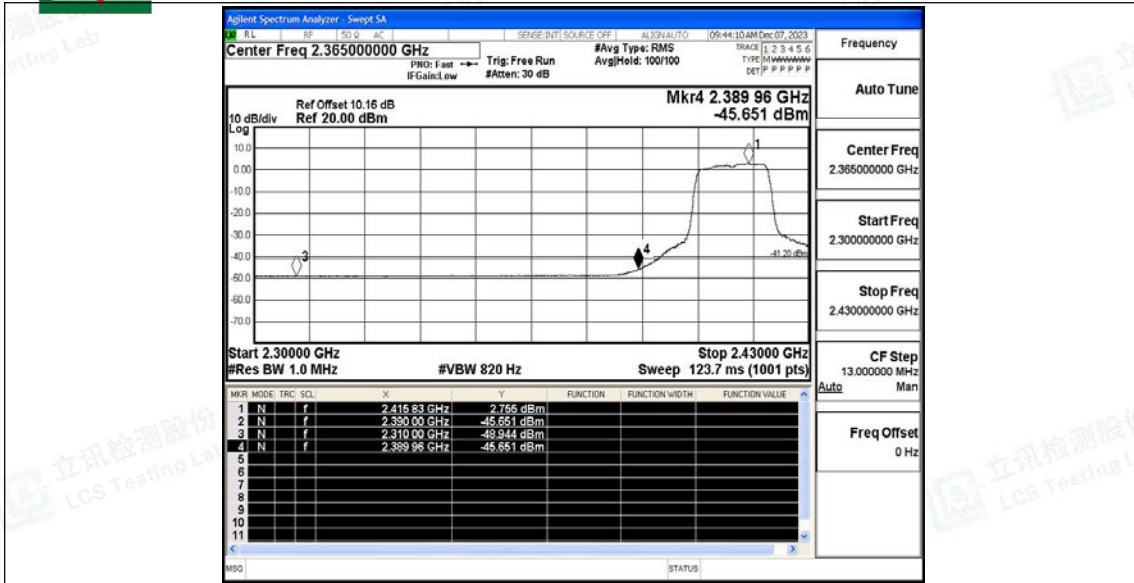 Agilent Spectrum Analyzer - Swept SA
RL RF 50 Ω AC SENSE:INT SOURCE OFF ALIGN AUTO 09:44:10 AM Dec 07, 2023
Center Freq 2.365000000 GHz
PNO: Fast
IFGain:Low
Trig: Free Run
#Atten: 30 dB
#Avg Type: RMS
Avg|Hold: 100/100
TRACE 1 2 3 4 5 6
TYPE M W W W W W
DET P P P P P P
Frequency
Auto Tune
Center Freq
2.365000000 GHz
Start Freq
2.300000000 GHz
Stop Freq
2.430000000 GHz
CF Step
13.000000 MHz
Auto Man
Freq Offset
0 Hz
Mkr4 2.389 96 GHz
-45.651 dBm
Ref Offset 10.16 dB
10 dB/div Ref 20.00 dBm
Log
10.0
0.00
-10.0
-20.0
-30.0
-40.0
-50.0
-60.0
-70.0
1
3
4
-41.20 dBm
Start 2.30000 GHz Stop 2.43000 GHz
#Res BW 1.0 MHz #VBW 820 Hz Sweep 123.7 ms (1001 pts)
MKR MODE TRC SCL X Y FUNCTION FUNCTION WIDTH FUNCTION VALUE
1 N f 2.415 83 GHz 2.755 dBm
2 N f 2.390 00 GHz -45.651 dBm
3 N f 2.310 00 GHz -48.944 dBm
4 N f 2.389 96 GHz -45.651 dBm
5
6
7
8
9
10
11
MSG STATUS
立讯检测股份
LCS Testing Lab
立讯检测股份
LCS Testing L